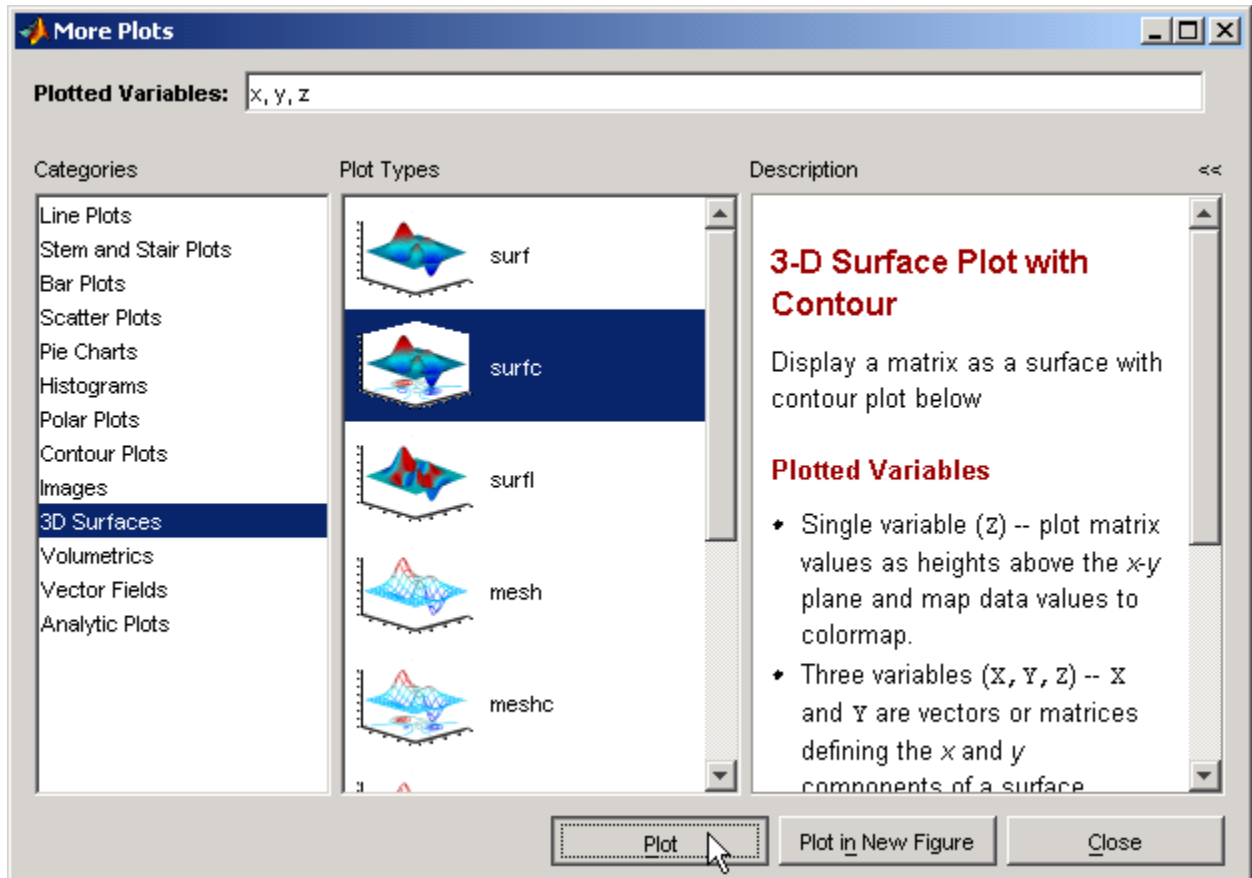 More Plots
Plotted Variables: x, y, z
Categories
Plot Types
Description
<<
Line Plots
Stem and Stair Plots
Bar Plots
Scatter Plots
Pie Charts
Histograms
Polar Plots
Contour Plots
Images
3D Surfaces
Volumetrics
Vector Fields
Analytic Plots
surf
surfc
surfl
mesh
meshc
3-D Surface Plot with
Contour
Display a matrix as a surface with
contour plot below
Plotted Variables
• Single variable (Z) -- plot matrix
values as heights above the x-y
plane and map data values to
colormap.
• Three variables (X, Y, Z) -- X
and Y are vectors or matrices
defining the x and y
components of a surface
Plot
Plot in New Figure
Close